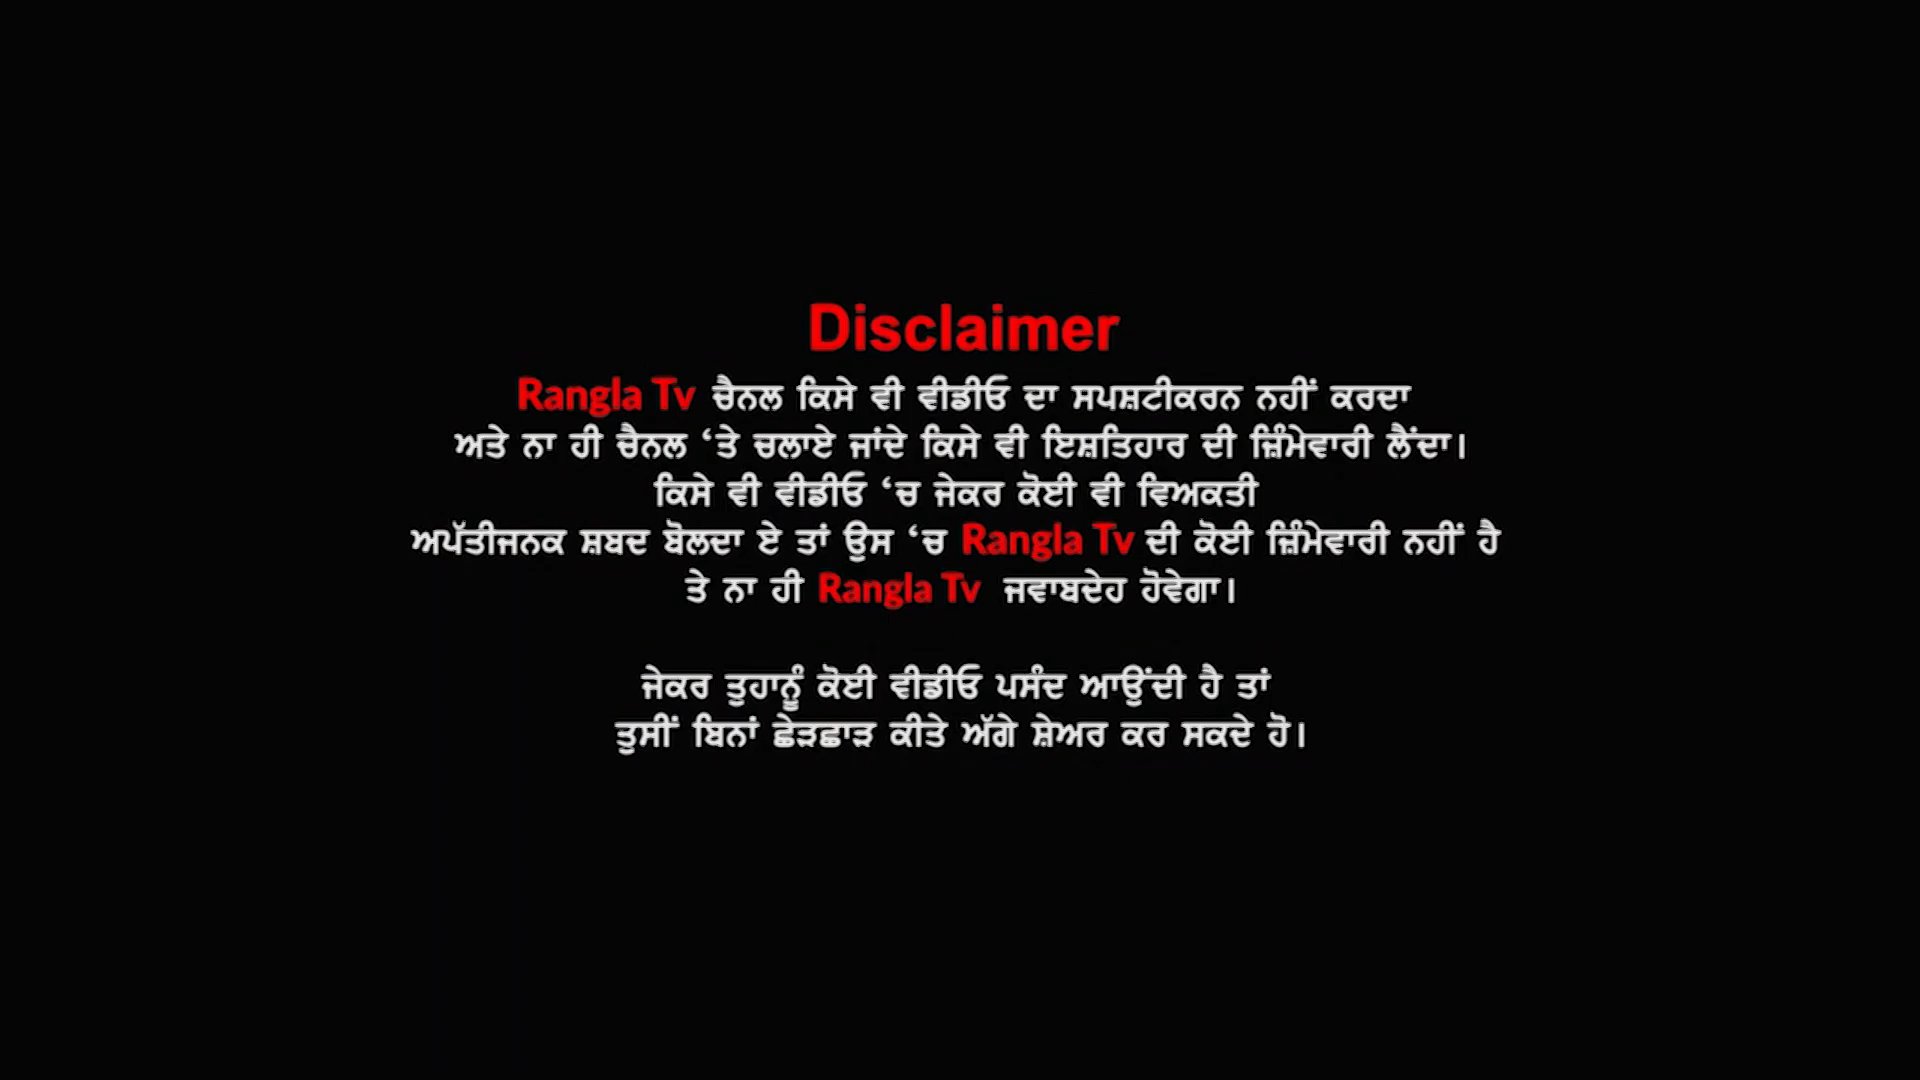 Disclaimer
Rangla Tv ਚੈਨਲ ਕਿਸੇ ਵੀ ਵੀਡੀਓ ਦਾ ਸਪਸ਼ਟੀਕਰਨ ਨਹੀਂ ਕਰਦਾ
ਅਤੇ ਨਾ ਹੀ ਚੈਨਲ ‘ਤੇ ਚਲਾਏ ਜਾਂਦੇ ਕਿਸੇ ਵੀ ਇਸ਼ਤਿਹਾਰ ਦੀ ਜ਼ਿੰਮੇਵਾਰੀ ਲੈਂਦਾ।
ਕਿਸੇ ਵੀ ਵੀਡੀਓ ‘ਚ ਜੇਕਰ ਕੋਈ ਵੀ ਵਿਅਕਤੀ
ਅਪੱਤੀਜਨਕ ਸ਼ਬਦ ਬੋਲਦਾ ਏ ਤਾਂ ਉਸ ‘ਚ Rangla Tv ਦੀ ਕੋਈ ਜ਼ਿੰਮੇਵਾਰੀ ਨਹੀਂ ਹੈ
ਤੇ ਨਾ ਹੀ Rangla Tv ਜਵਾਬਦੇਹ ਹੋਵੇਗਾ।
ਜੇਕਰ ਤੁਹਾਨੂੰ ਕੋਈ ਵੀਡੀਓ ਪਸੰਦ ਆਉਂਦੀ ਹੈ ਤਾਂ
ਤੁਸੀਂ ਬਿਨਾਂ ਛੇੜਛਾੜ ਕੀਤੇ ਅੱਗੇ ਸ਼ੇਅਰ ਕਰ ਸਕਦੇ ਹੋ।